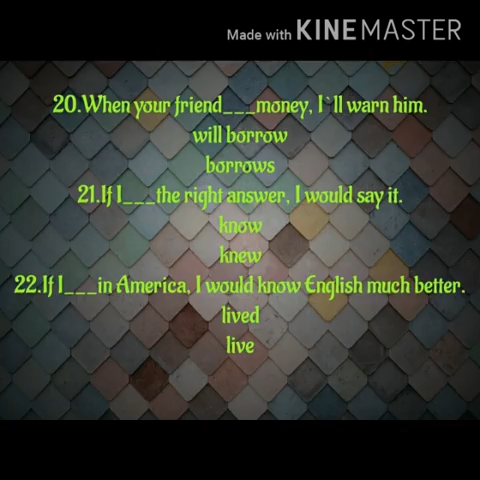 Made with KINEMASTER
20.When your friend___money, I`ll warn him.
will borrow
borrows
21.If I___the right answer, I would say it.
know
knew
22.If I___in America, I would know English much better.
lived
live